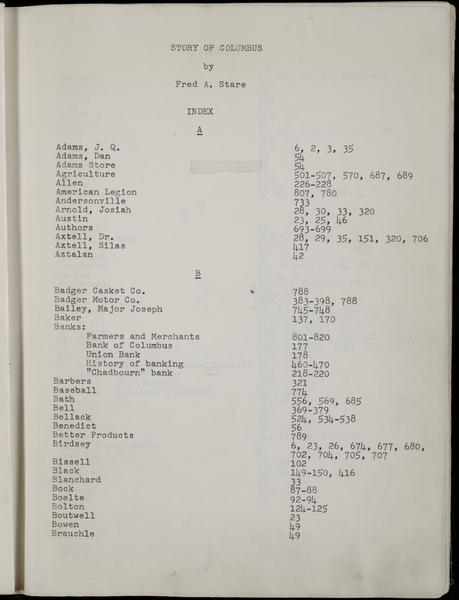 STORY OF COLUMBUS
by
Fred A. Stare
INDEX
A
Adams, J. Q. 6, 2, 3, 35
Adams, Dan 54
Adams Store 54
Agriculture 501-507, 570, 687, 689
Allen 226-228
American Legion 807, 780
Andersonville 733
Arnold, Josiah 28, 30, 33, 320
Austin 23, 25, 46
Authors 693-699
Axtell, Dr. 28, 29, 35, 151, 320, 706
Axtell, Silas 417
Aztalan 42
B
Badger Casket Co. 788
Badger Motor Co. 383-398, 788
Bailey, Major Joseph 745-748
Baker 137, 170
Banks:
Farmers and Merchants 801-820
Bank of Columbus 177
Union Bank 178
History of banking 460-470
"Chadbourn" bank 218-220
Barbers 321
Baseball 774
Bath 556, 569, 685
Bell 369-379
Bellack 524, 534-538
Benedict 56
Better Products 789
Birdsey 6, 23, 26, 674, 677, 680,
702, 704, 705, 707
Bissell 102
Black 149-150, 416
Blanchard 33
Bock 87-88
Boelte 92-94
Bolton 124-125
Boutwell 23
Bowen 49
Brauchle 49